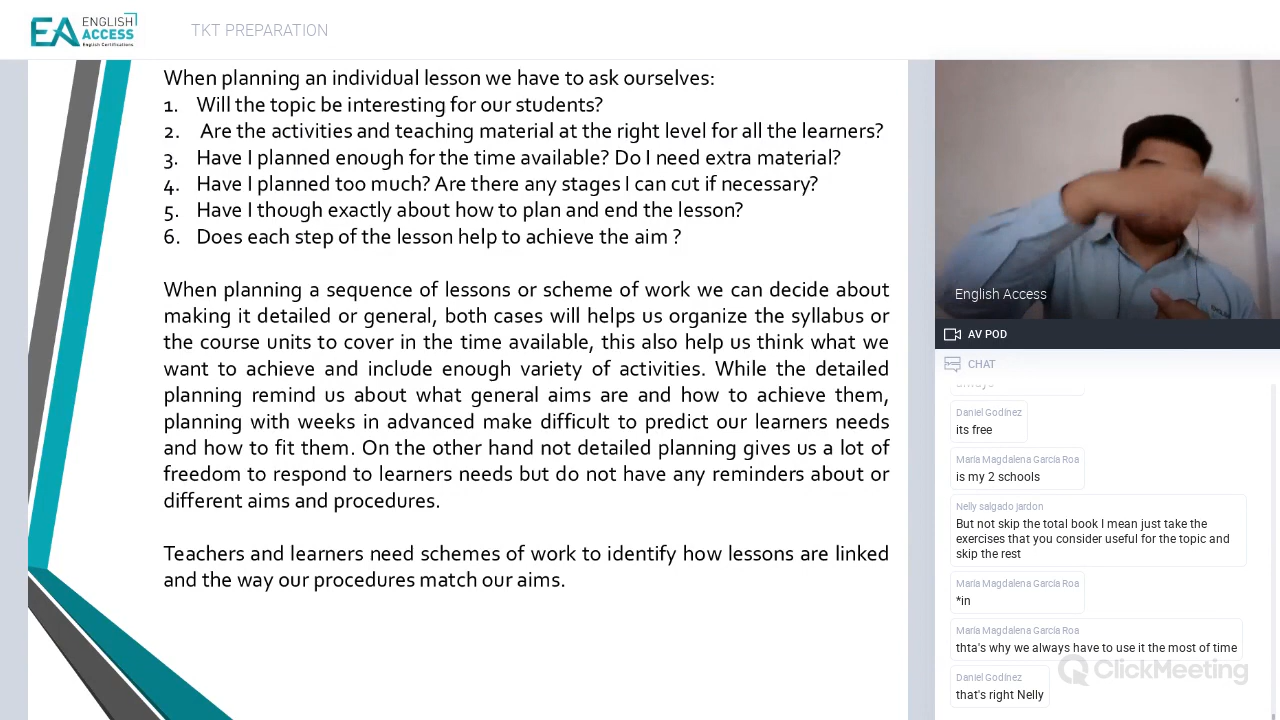 EA ENGLISH ACCESS
English Certifications
TKT PREPARATION
When planning an individual lesson we have to ask ourselves:
1. Will the topic be interesting for our students?
2. Are the activities and teaching material at the right level for all the learners?
3. Have I planned enough for the time available? Do I need extra material?
4. Have I planned too much? Are there any stages I can cut if necessary?
5. Have I though exactly about how to plan and end the lesson?
6. Does each step of the lesson help to achieve the aim ?
When planning a sequence of lessons or scheme of work we can decide about
making it detailed or general, both cases will helps us organize the syllabus or
the course units to cover in the time available, this also help us think what we
want to achieve and include enough variety of activities. While the detailed
planning remind us about what general aims are and how to achieve them,
planning with weeks in advanced make difficult to predict our learners needs
and how to fit them. On the other hand not detailed planning gives us a lot of
freedom to respond to learners needs but do not have any reminders about or
different aims and procedures.
Teachers and learners need schemes of work to identify how lessons are linked
and the way our procedures match our aims.
English Access
AV POD
CHAT
always
Daniel Godínez
its free
María Magdalena García Roa
is my 2 schools
Nelly salgado jardon
But not skip the total book I mean just take the
exercises that you consider useful for the topic and
skip the rest
María Magdalena García Roa
*in
María Magdalena García Roa
thta's why we always have to use it the most of time
Daniel Godínez
that's right Nelly
ClickMeeting